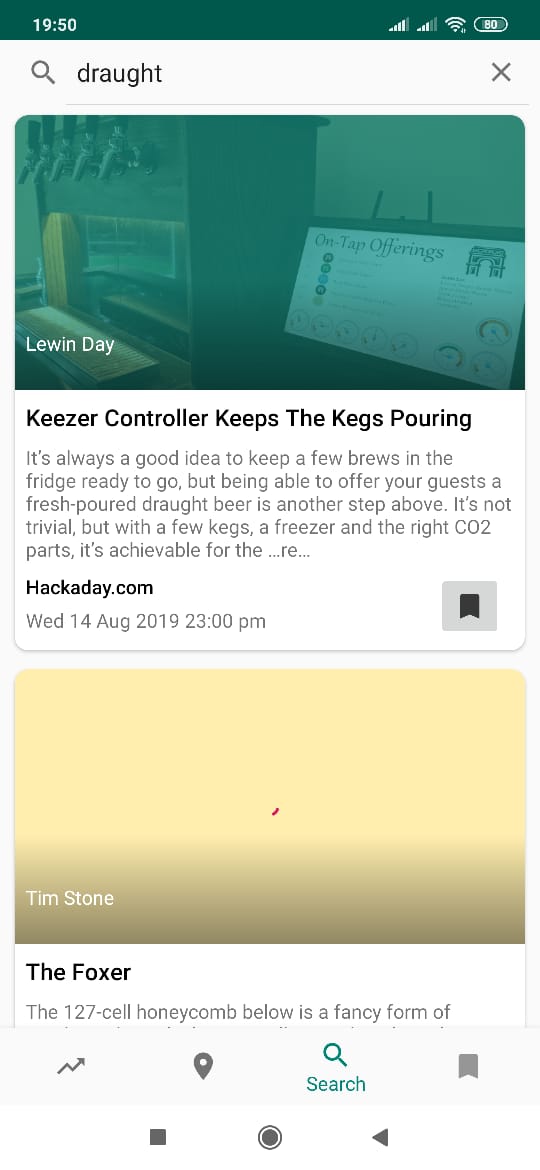 19:50
80
draught
On-Tap Offerings
Lewin Day
Keezer Controller Keeps The Kegs Pouring
It’s always a good idea to keep a few brews in the
fridge ready to go, but being able to offer your guests a
fresh-poured draught beer is another step above. It’s not
trivial, but with a few kegs, a freezer and the right CO2
parts, it’s achievable for the …re…
Hackaday.com
Wed 14 Aug 2019 23:00 pm
Tim Stone
The Foxer
The 127-cell honeycomb below is a fancy form of
Search